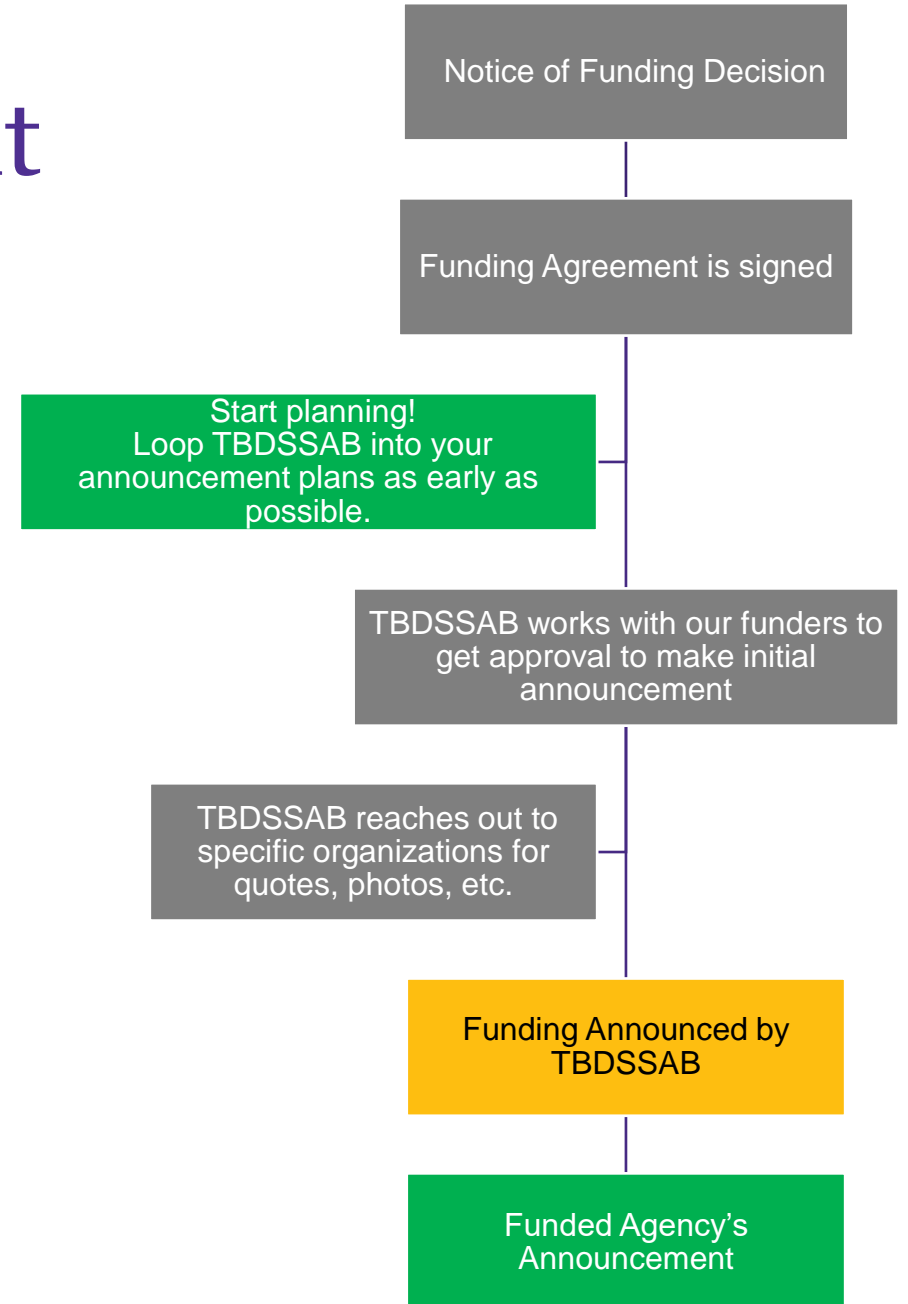 Notice of Funding Decision
Funding Agreement is signed
Start planning!
Loop TBDSSAB into your
announcement plans as early as
possible.
TBDSSAB works with our funders to
get approval to make initial
announcement
TBDSSAB reaches out to
specific organizations for
quotes, photos, etc.
Funding Announced by
TBDSSAB
Funded Agency’s
Announcement